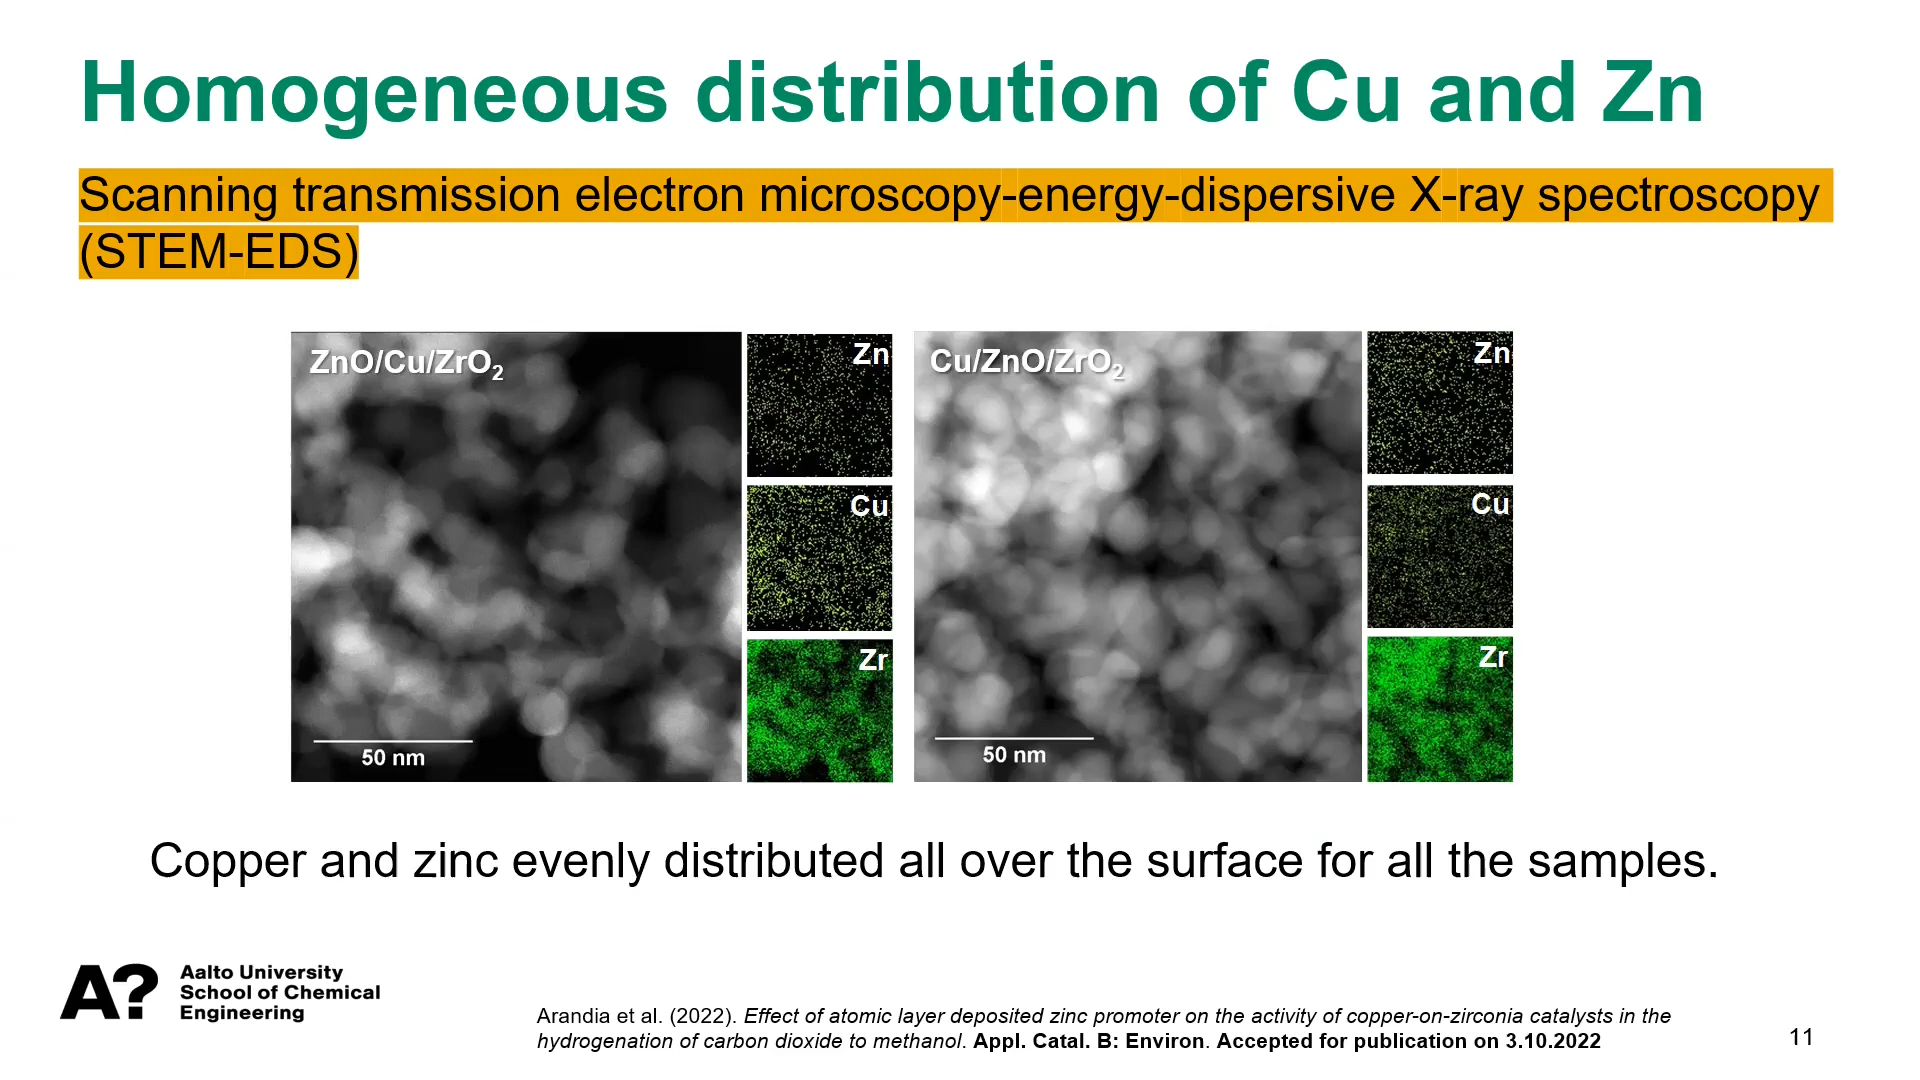 Homogeneous distribution of Cu and Zn
Scanning transmission electron microscopy-energy-dispersive X-ray spectroscopy
(STEM-EDS)
ZnO/Cu/ZrO₂
Zn
Cu
Zr
50 nm
Cu/ZnO/ZrO₂
Zn
Cu
Zr
50 nm
Copper and zinc evenly distributed all over the surface for all the samples.
A?
Aalto University
School of Chemical
Engineering
Arandia et al. (2022). Effect of atomic layer deposited zinc promoter on the activity of copper-on-zirconia catalysts in the
hydrogenation of carbon dioxide to methanol. Appl. Catal. B: Environ. Accepted for publication on 3.10.2022
11